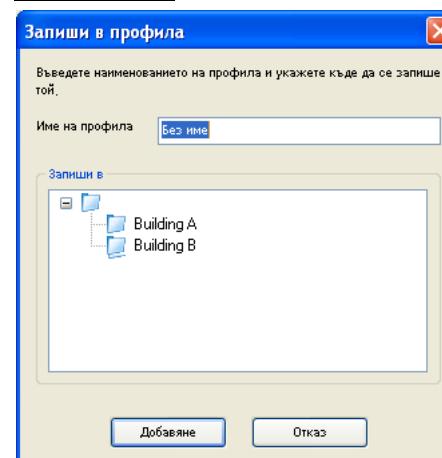 Запиши в профила
Въведете наименованието на профила и укажете къде да се запише
той.
Име на профила
Без име
Запиши в
Building A
Building B
Добавяне
Отказ